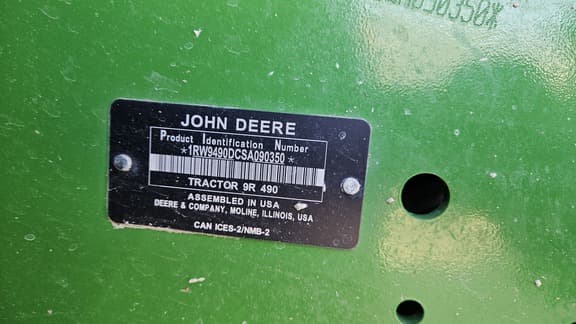 090350*
JOHN DEERE
Product Identification Number
*1RW9490DCSA090350*
TRACTOR 9R 490
ASSEMBLED IN USA
DEERE & COMPANY, MOLINE, ILLINOIS, USA
CAN ICES-2/NMB-2